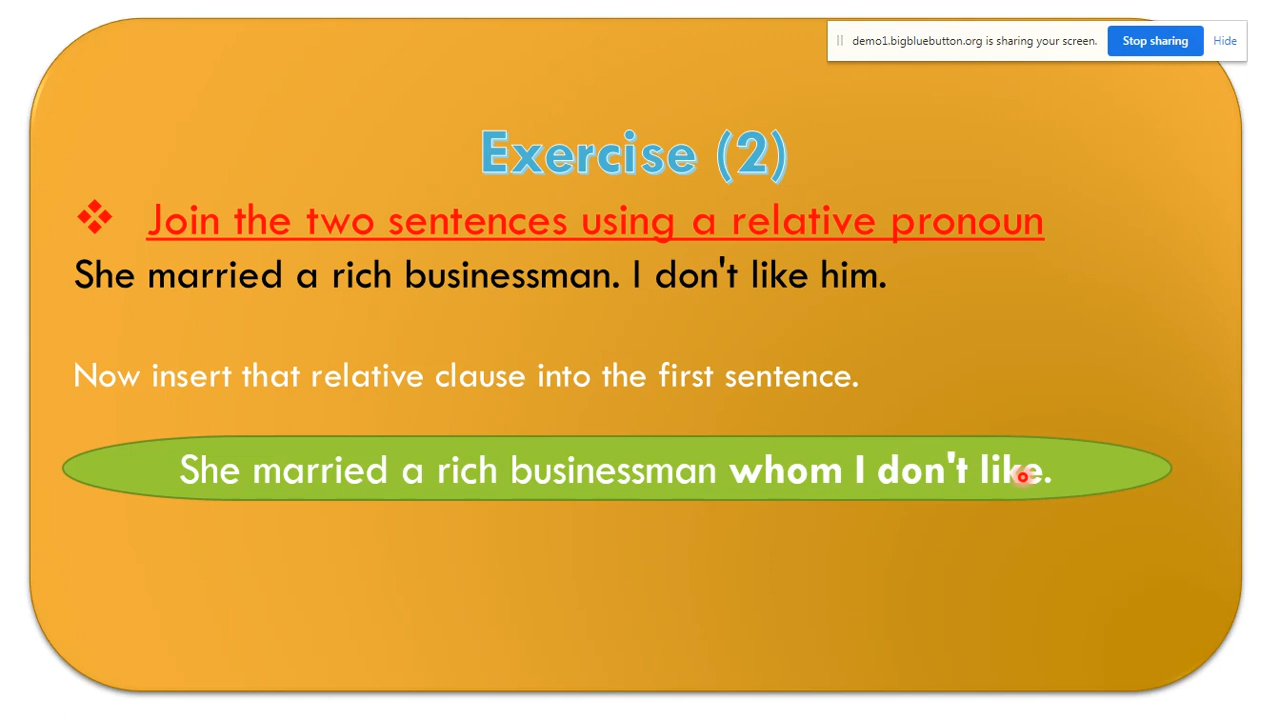 demo1.bigbluebutton.org is sharing your screen. Stop sharing Hide
Exercise (2)
❖ Join the two sentences using a relative pronoun
She married a rich businessman. I don't like him.
Now insert that relative clause into the first sentence.
She married a rich businessman whom I don't like.